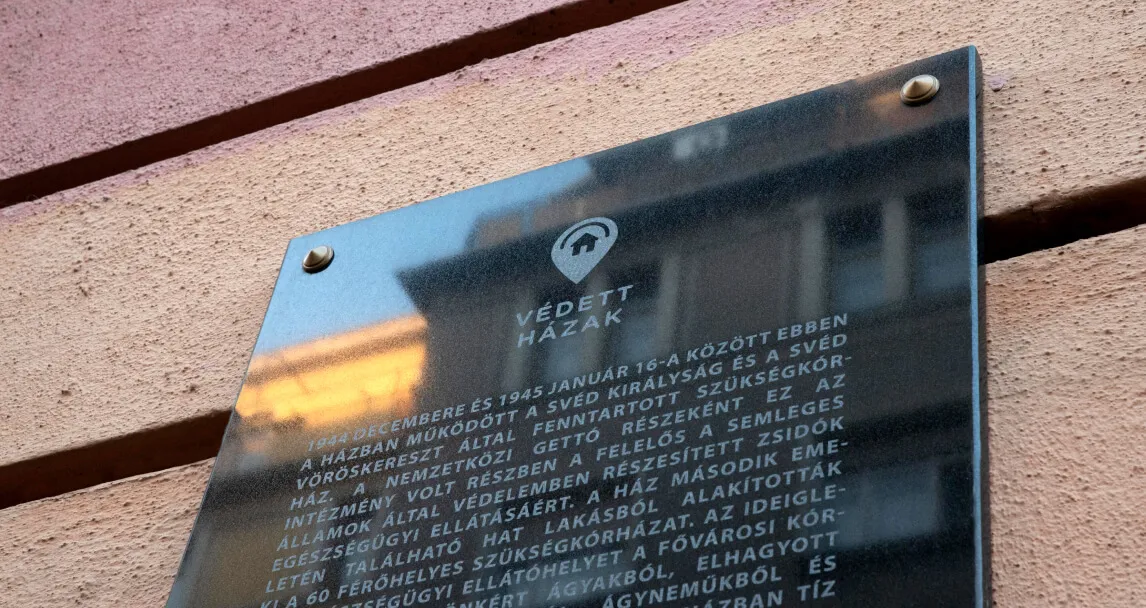 VÉDETT
HÁZAK
1944 DECEMBERE ÉS 1945 JANUÁR 16-A KÖZÖTT EBBEN
A HÁZBAN MŰKÖDÖTT A SVÉD KIRÁLYSÁG ÉS A SVÉD
VÖRÖSKERESZT ÁLTAL FENNTARTOTT SZÜKSÉGKÓR-
HÁZ. A NEMZETKÖZI GETTÓ RÉSZEKÉNT EZ AZ
INTÉZMÉNY VOLT RÉSZBEN A FELELŐS A SEMLEGES
ÁLLAMOK ÁLTAL VÉDELEMBEN RÉSZESÍTETT ZSIDÓK
EGÉSZSÉGÜGYI ELLÁTÁSÁÉRT. A HÁZ MÁSODIK EME-
LETÉN TALÁLHATÓ HAT LAKÁSBÓL ALAKÍTOTTÁK
KI A 60 FÉRŐHELYES SZÜKSÉGKÓRHÁZAT. AZ IDEIGLE-
EGÉSZSÉGÜGYI ELLÁTÓHELYET A FŐVÁROSI KÓR-
ÁGYAKBÓL, ELHAGYOTT
ÁGYNEMŰKBŐL ÉS
TÍZ